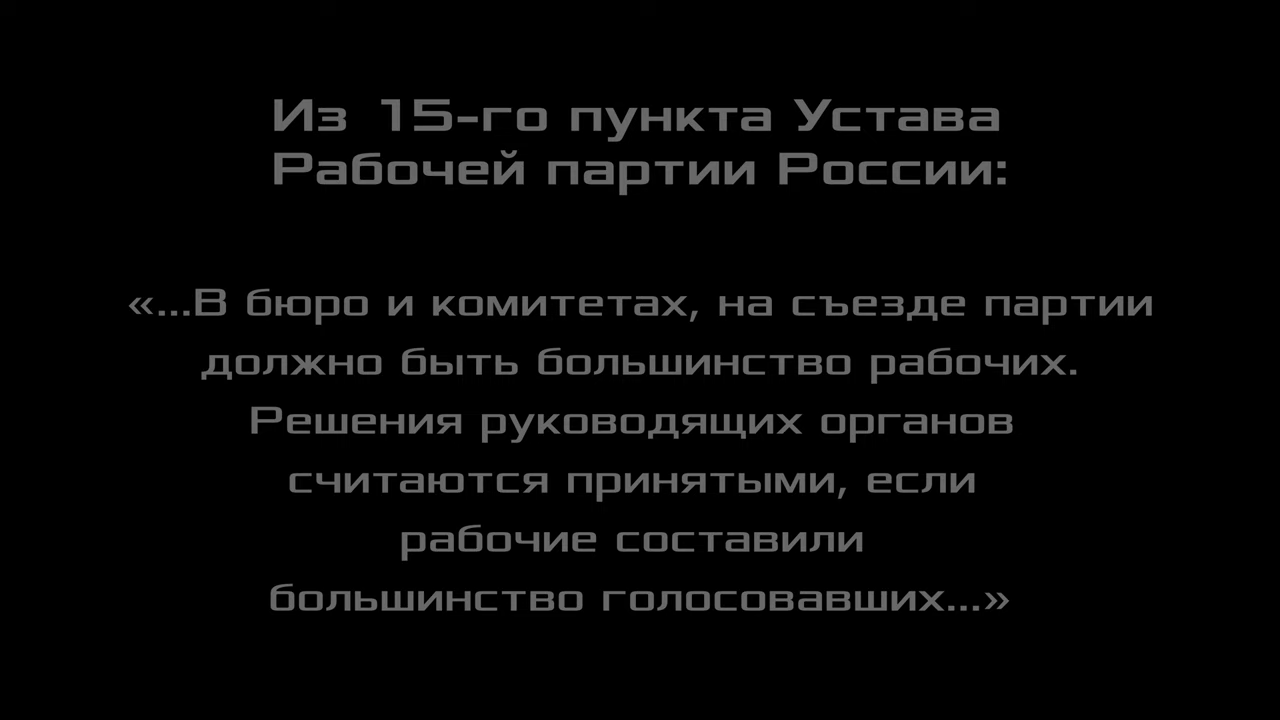 Из 15-го пункта Устава
Рабочей партии России:
«...В бюро и комитетах, на съезде партии
должно быть большинство рабочих.
Решения руководящих органов
считаются принятыми, если
рабочие составили
большинство голосовавших...»